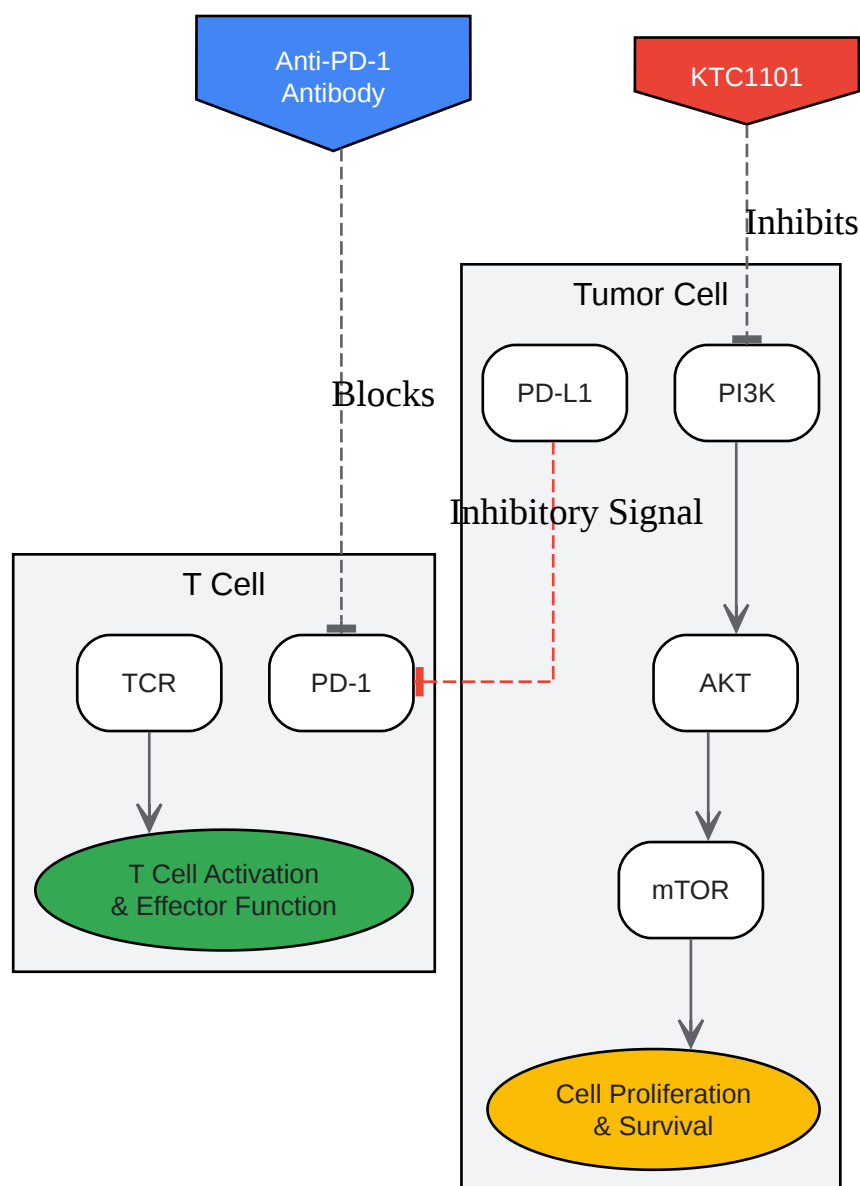 Anti-PD-1
Antibody
KTC1101
Inhibits
Tumor Cell
PD-L1
PI3K
Blocks
Inhibitory Signal
T Cell
TCR
PD-1
AKT
T Cell Activation
& Effector Function
mTOR
Cell Proliferation
& Survival